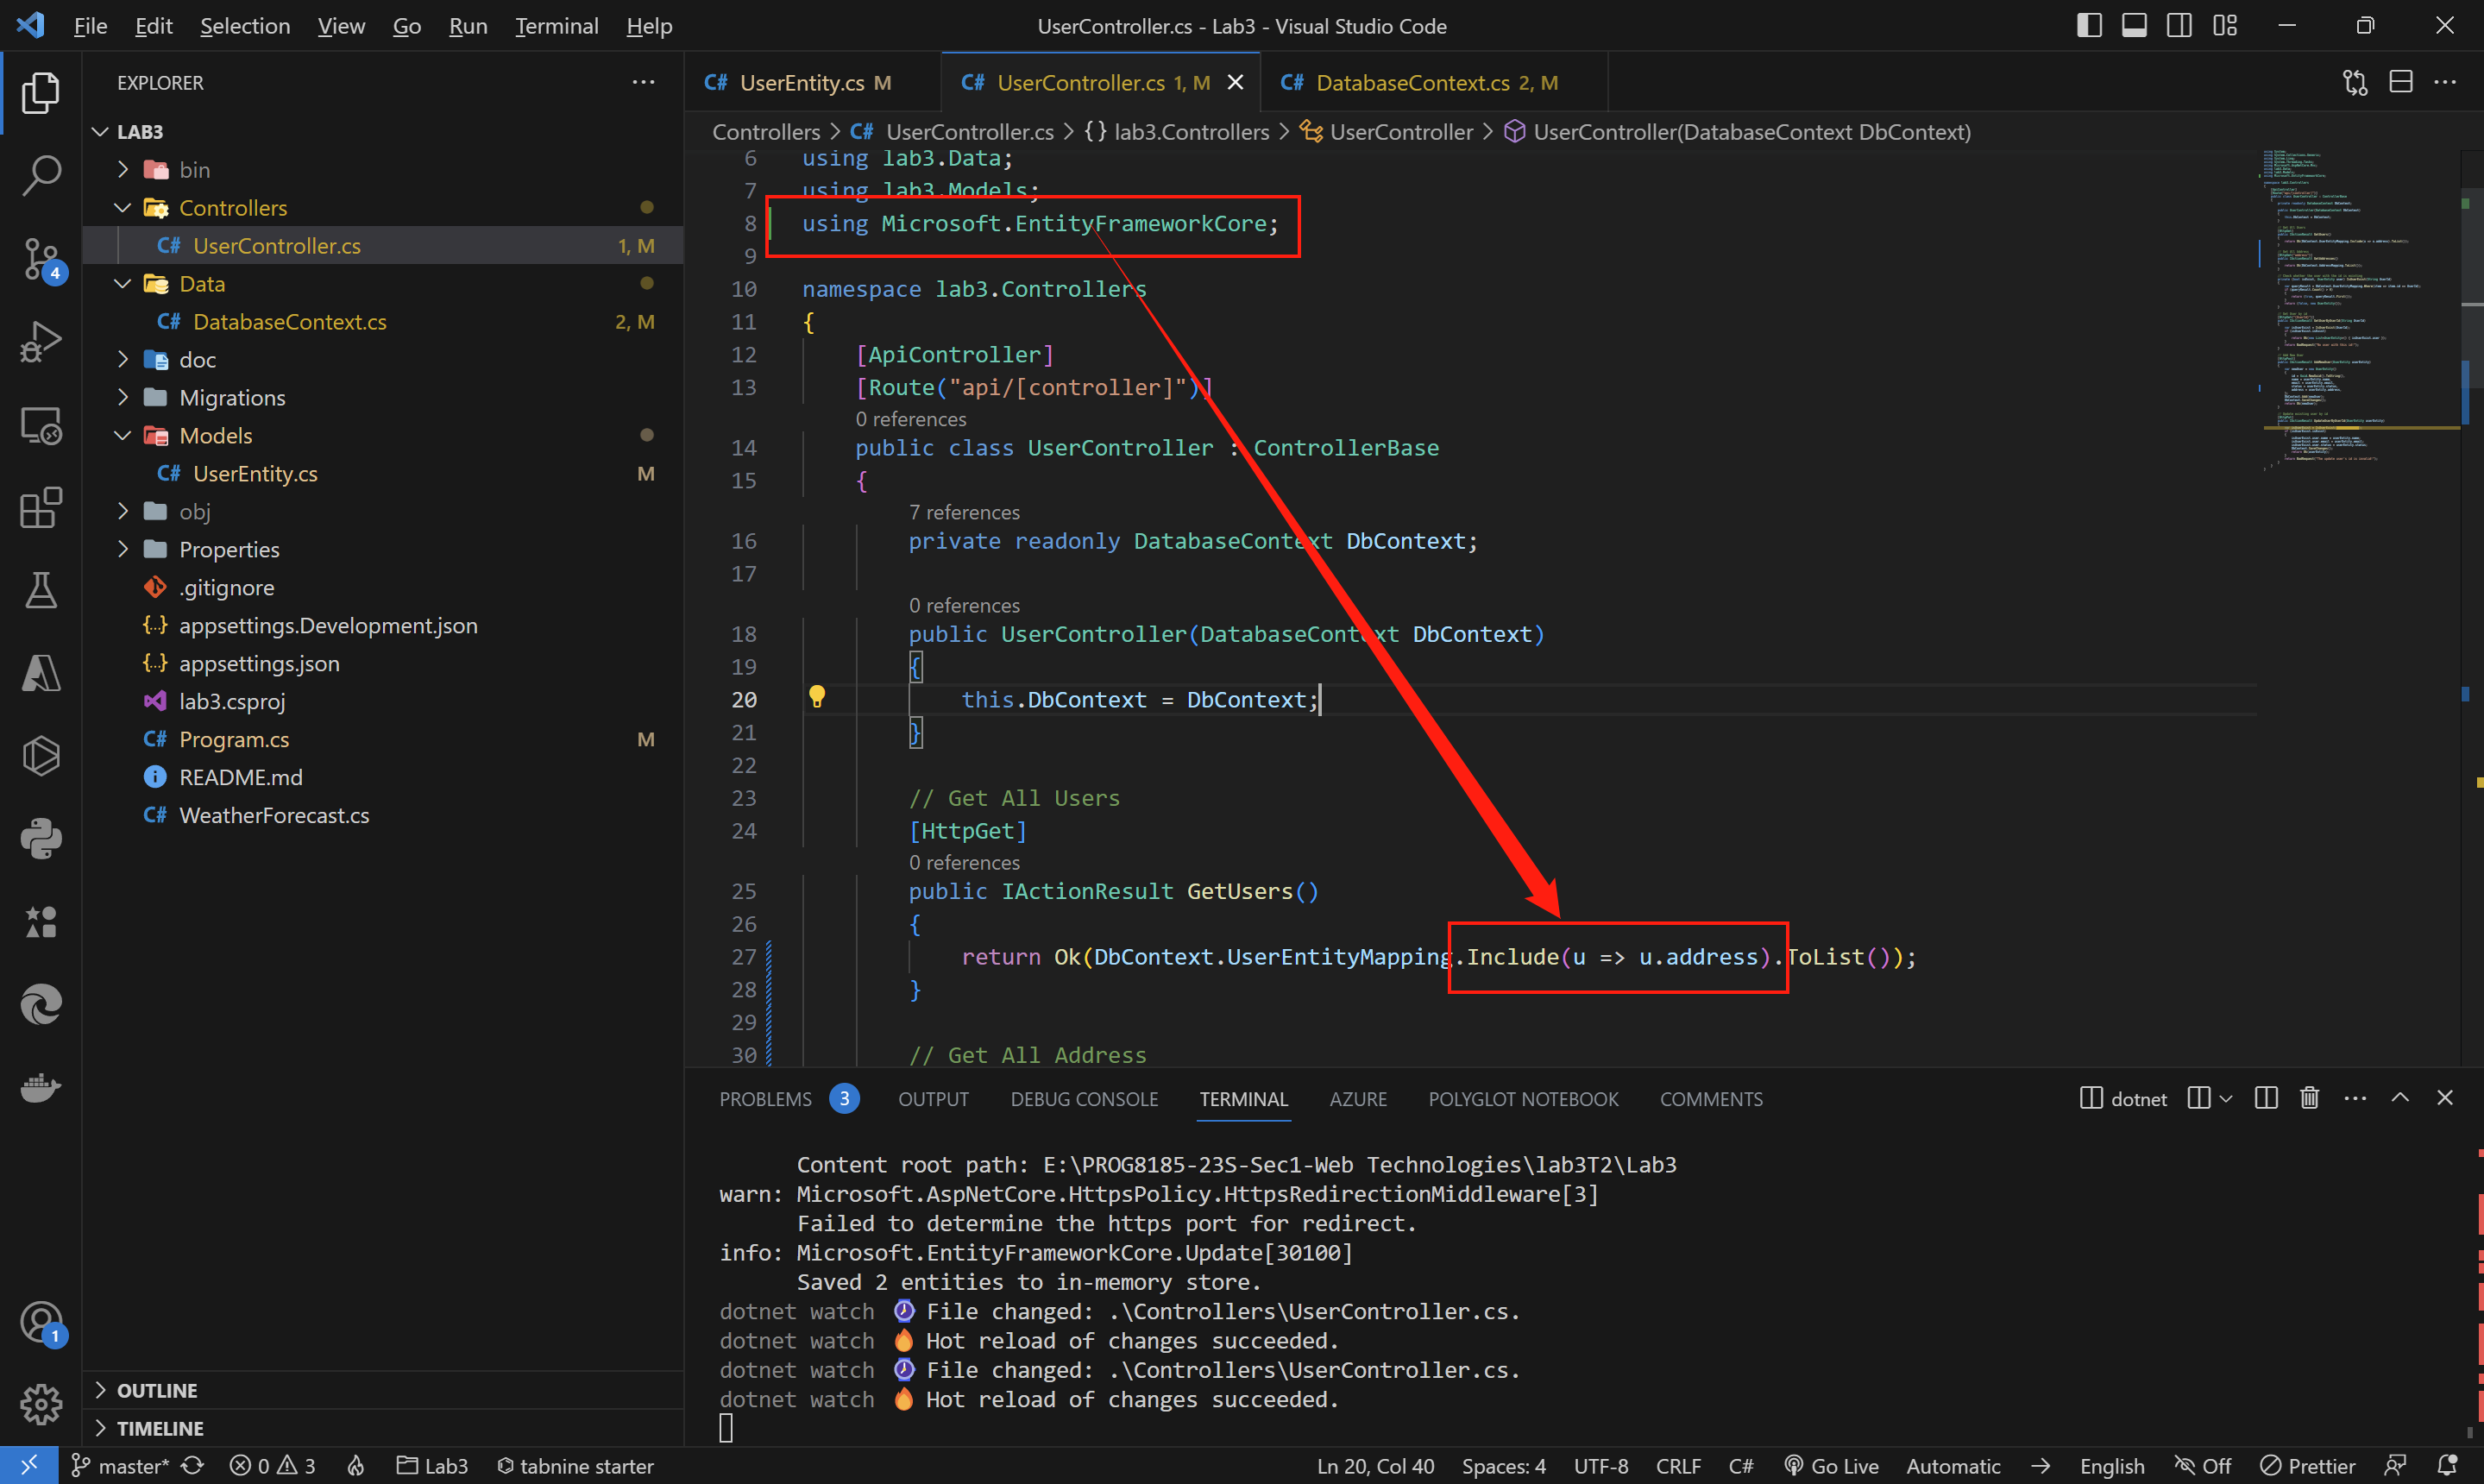 File Edit Selection View Go Run Terminal Help
UserController.cs - Lab3 - Visual Studio Code
EXPLORER
LAB3
bin
Controllers
C# UserController.cs 1, M
Data
C# DatabaseContext.cs 2, M
doc
Migrations
Models
C# UserEntity.cs M
obj
Properties
.gitignore
{..} appsettings.Development.json
{..} appsettings.json
lab3.csproj
C# Program.cs M
README.md
C# WeatherForecast.cs
OUTLINE
TIMELINE
4
1
C# UserEntity.cs M
C# UserController.cs 1, M
C# DatabaseContext.cs 2, M
Controllers > C# UserController.cs > {} lab3.Controllers > UserController > UserController(DatabaseContext DbContext)
6 using lab3.Data;
7 using lab3.Models;
8 using Microsoft.EntityFrameworkCore;
9
10 namespace lab3.Controllers
11 {
12 [ApiController]
13 [Route("api/[controller]")]
0 references
14 public class UserController : ControllerBase
15 {
7 references
16 private readonly DatabaseContext DbContext;
17
0 references
18 public UserController(DatabaseContext DbContext)
19 {
20 this.DbContext = DbContext;
21 }
22
23 // Get All Users
24 [HttpGet]
0 references
25 public IActionResult GetUsers()
26 {
27 return Ok(DbContext.UserEntityMapping.Include(u => u.address).ToList());
28 }
29
30 // Get All Address
PROBLEMS 3 OUTPUT DEBUG CONSOLE TERMINAL AZURE POLYGLOT NOTEBOOK COMMENTS
dotnet
Content root path: E:\PROG8185-23S-Sec1-Web Technologies\lab3T2\Lab3
warn: Microsoft.AspNetCore.HttpsPolicy.HttpsRedirectionMiddleware[3]
Failed to determine the https port for redirect.
info: Microsoft.EntityFrameworkCore.Update[30100]
Saved 2 entities to in-memory store.
dotnet watch ⌚ File changed: .\Controllers\UserController.cs.
dotnet watch 🔥 Hot reload of changes succeeded.
dotnet watch ⌚ File changed: .\Controllers\UserController.cs.
dotnet watch 🔥 Hot reload of changes succeeded.
master* 0 3 Lab3 tabnine starter
Ln 20, Col 40 Spaces: 4 UTF-8 CRLF C# Go Live Automatic → English Off Prettier